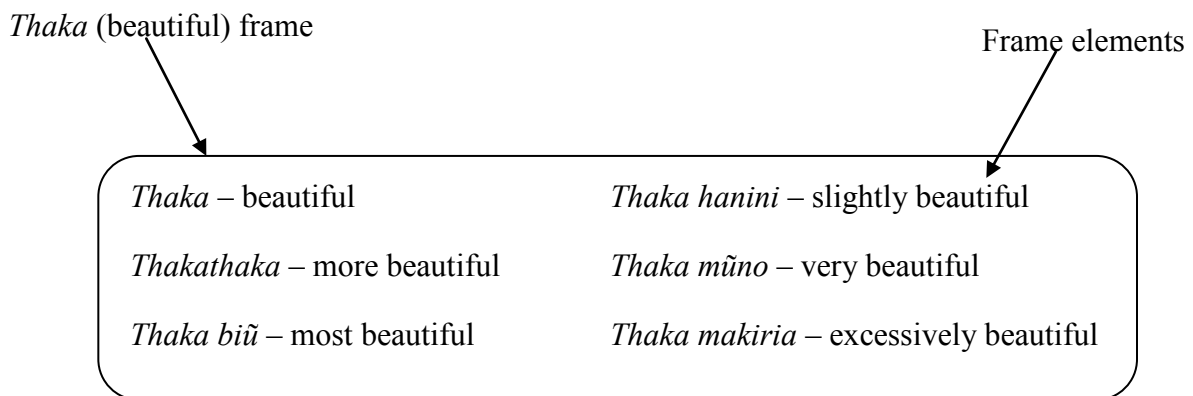 Thaka (beautiful) frame
Frame elements
Thaka – beautiful
Thaka hanini – slightly beautiful
Thakathaka – more beautiful
Thaka mũno – very beautiful
Thaka biũ – most beautiful
Thaka makiria – excessively beautiful